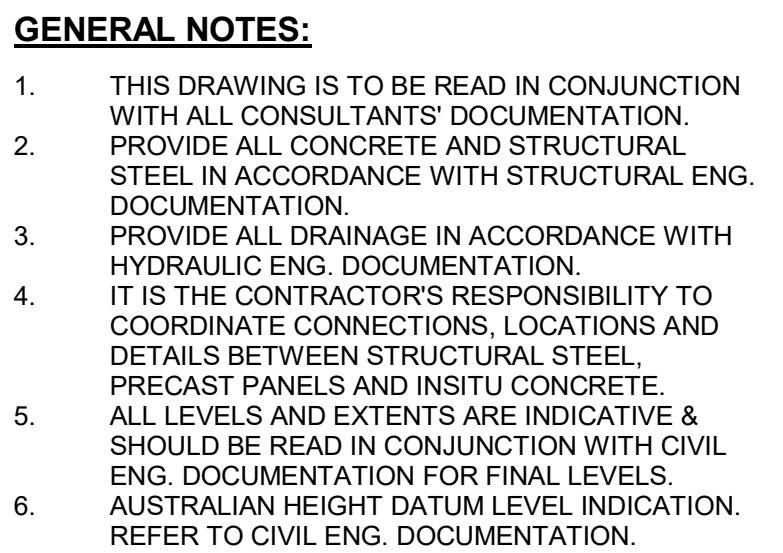 GENERAL NOTES:
1. THIS DRAWING IS TO BE READ IN CONJUNCTION
WITH ALL CONSULTANTS' DOCUMENTATION.
2. PROVIDE ALL CONCRETE AND STRUCTURAL
STEEL IN ACCORDANCE WITH STRUCTURAL ENG.
DOCUMENTATION.
3. PROVIDE ALL DRAINAGE IN ACCORDANCE WITH
HYDRAULIC ENG. DOCUMENTATION.
4. IT IS THE CONTRACTOR'S RESPONSIBILITY TO
COORDINATE CONNECTIONS, LOCATIONS AND
DETAILS BETWEEN STRUCTURAL STEEL,
PRECAST PANELS AND INSITU CONCRETE.
5. ALL LEVELS AND EXTENTS ARE INDICATIVE &
SHOULD BE READ IN CONJUNCTION WITH CIVIL
ENG. DOCUMENTATION FOR FINAL LEVELS.
6. AUSTRALIAN HEIGHT DATUM LEVEL INDICATION.
REFER TO CIVIL ENG. DOCUMENTATION.